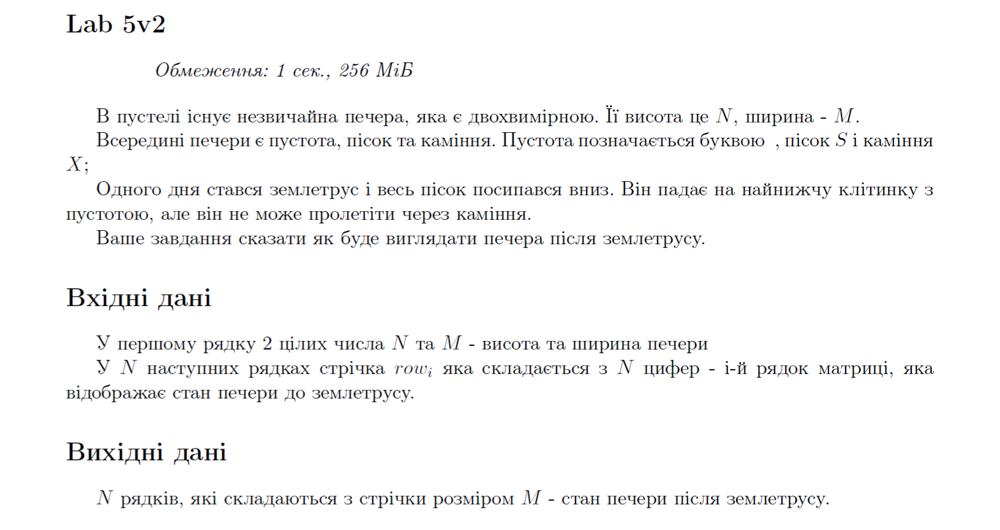 Lab 5v2
Обмеження: 1 сек., 256 МіБ
В пустелі існує незвичайна печера, яка є двохвимірною. Її висота це N, ширина - M.
Всередині печери є пустота, пісок та каміння. Пустота позначається буквою , пісок S і каміння
X;
Одного дня стався землетрус і весь пісок посипався вниз. Він падає на найнижчу клітинку з
пустотою, але він не може пролетіти через каміння.
Ваше завдання сказати як буде виглядати печера після землетрусу.
Вхідні дані
У першому рядку 2 цілих числа N та M - висота та ширина печери
У N наступних рядках стрічка row_i яка складається з N цифер - і-й рядок матриці, яка
відображає стан печери до землетрусу.
Вихідні дані
N рядків, які складаються з стрічки розміром M - стан печери після землетрусу.